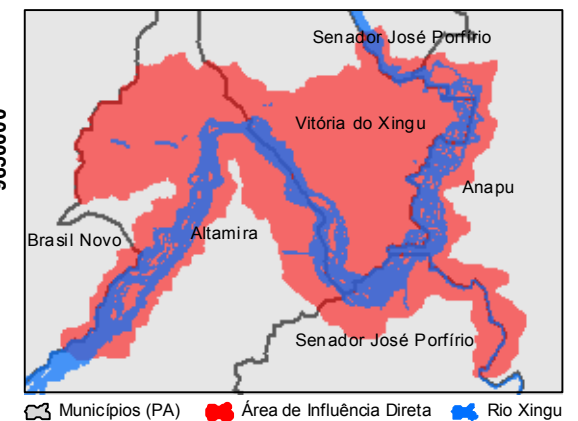 Senador José Porfírio
Vitória do Xingu
Anapu
Brasil Novo
Altamira
Senador José Porfírio
Municípios (PA) Área de Influência Direta Rio Xingu